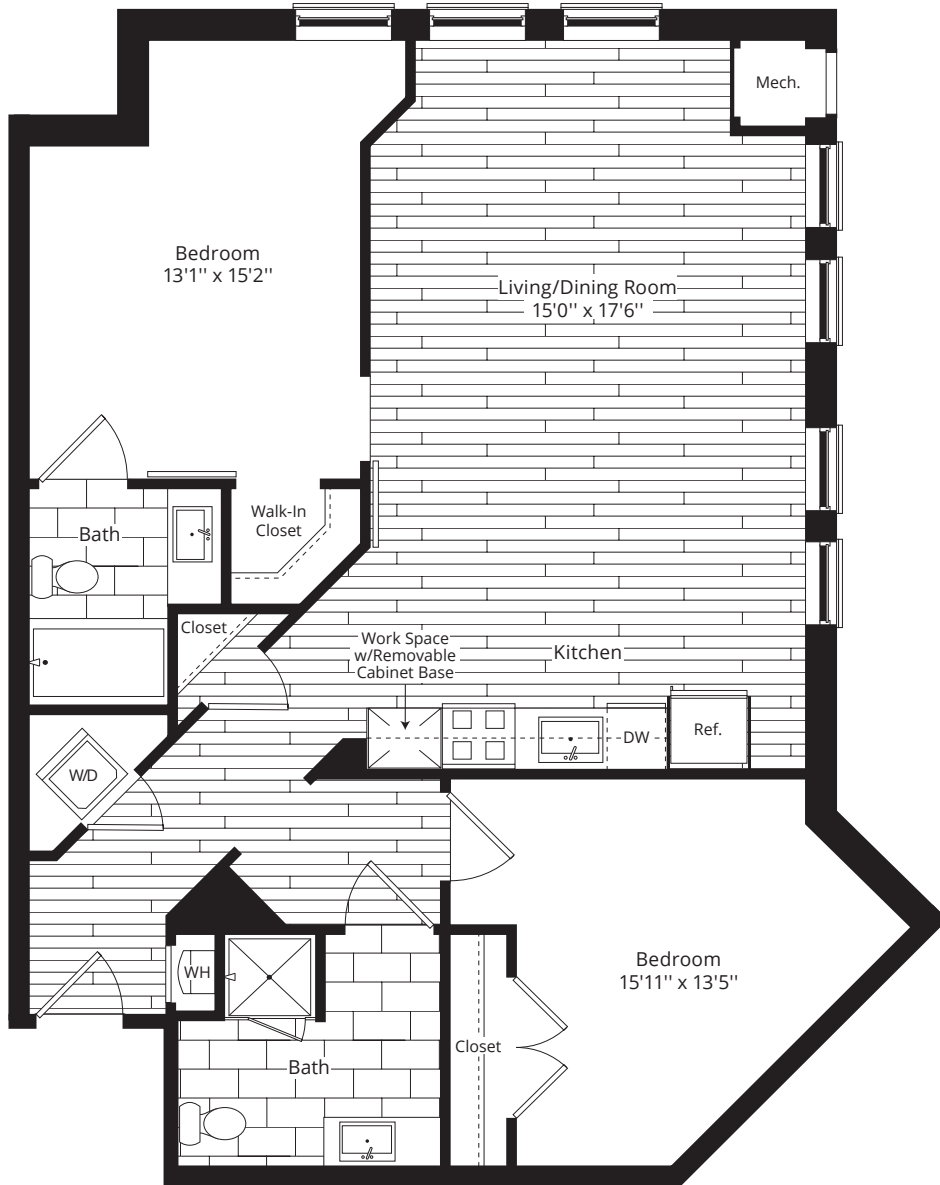 Mech.
Bedroom
13'1'' x 15'2''
Living/Dining Room
15'0'' x 17'6''
Walk-In
Closet
Bath
Closet
Work Space
w/Removable
Cabinet Base
Kitchen
DW
Ref.
W/D
WH
Bedroom
15'11'' x 13'5''
Closet
Bath